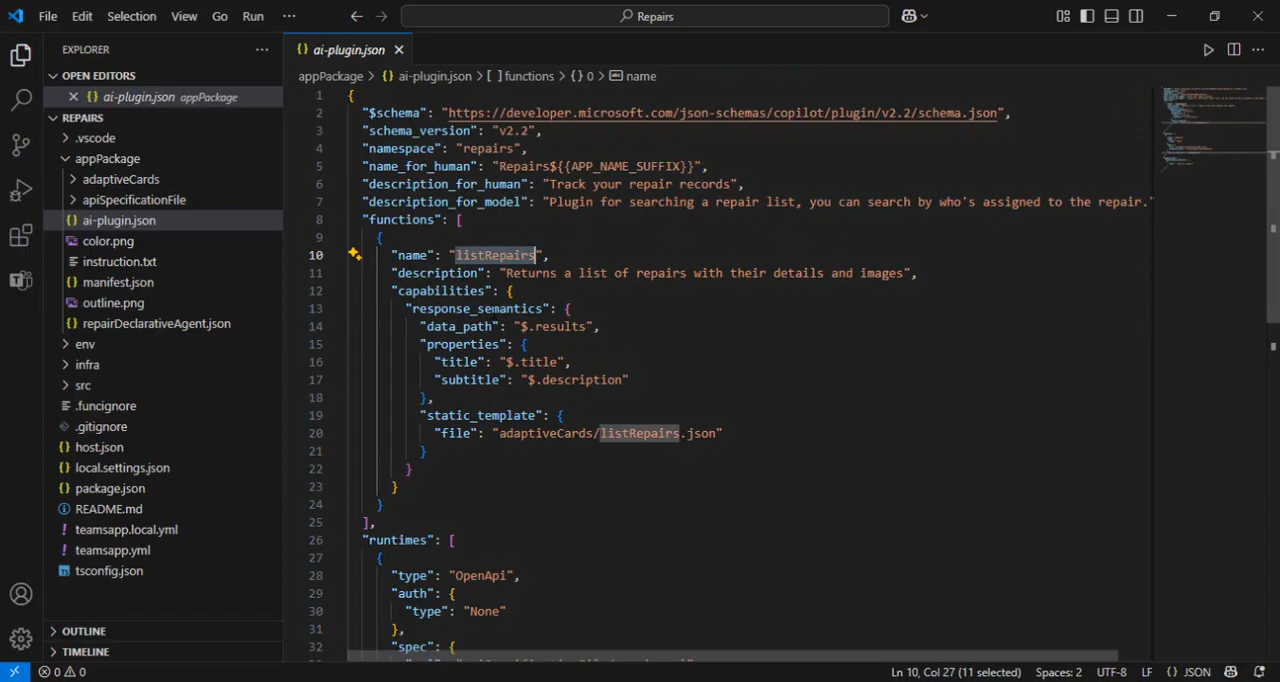 File Edit Selection View Go Run ··· Repairs
EXPLORER ···
OPEN EDITORS
ai-plugin.json appPackage
REPAIRS
.vscode
appPackage
adaptiveCards
apiSpecificationFile
ai-plugin.json
color.png
instruction.txt
manifest.json
outline.png
repairDeclarativeAgent.json
env
infra
src
.funcignore
.gitignore
host.json
local.settings.json
package.json
README.md
teamsapp.local.yml
teamsapp.yml
tsconfig.json
OUTLINE
TIMELINE
{} ai-plugin.json
appPackage > {} ai-plugin.json > [ ] functions > {} 0 > abc name
1 {
2 "$schema": "https://developer.microsoft.com/json-schemas/copilot/plugin/v2.2/schema.json",
3 "schema_version": "v2.2",
4 "namespace": "repairs",
5 "name_for_human": "Repairs${{APP_NAME_SUFFIX}}",
6 "description_for_human": "Track your repair records",
7 "description_for_model": "Plugin for searching a repair list, you can search by who's assigned to the repair."
8 "functions": [
9 {
10 "name": "listRepairs",
11 "description": "Returns a list of repairs with their details and images",
12 "capabilities": {
13 "response_semantics": {
14 "data_path": "$.results",
15 "properties": {
16 "title": "$.title",
17 "subtitle": "$.description"
18 },
19 "static_template": {
20 "file": "adaptiveCards/listRepairs.json"
21 }
22 }
23 }
24 }
25 ],
26 "runtimes": [
27 {
28 "type": "OpenApi",
29 "auth": {
30 "type": "None"
31 },
32 "spec": {
0 0 Ln 10, Col 27 (11 selected) Spaces: 2 UTF-8 LF {} JSON